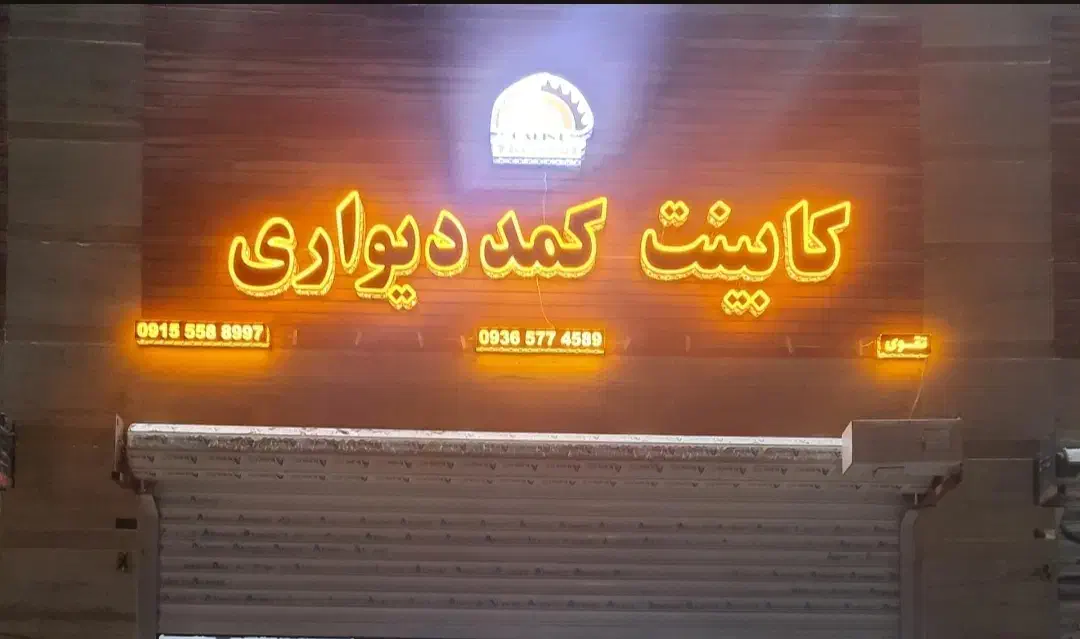 کابینت کمد دیواری
تقوی
0936 577 4589
0915 558 8997